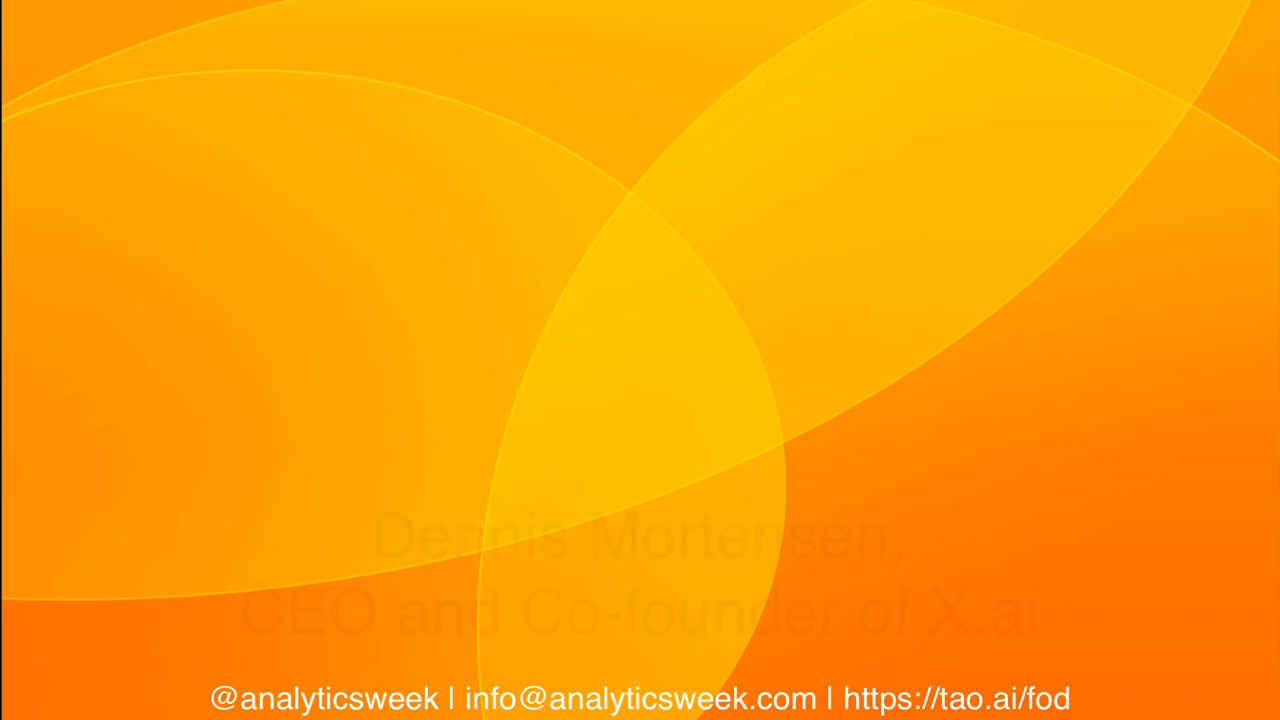 Dennis Mortensen,
CEO and Co-founder of X.ai
@analyticsweek | info@analyticsweek.com | https://tao.ai/fod